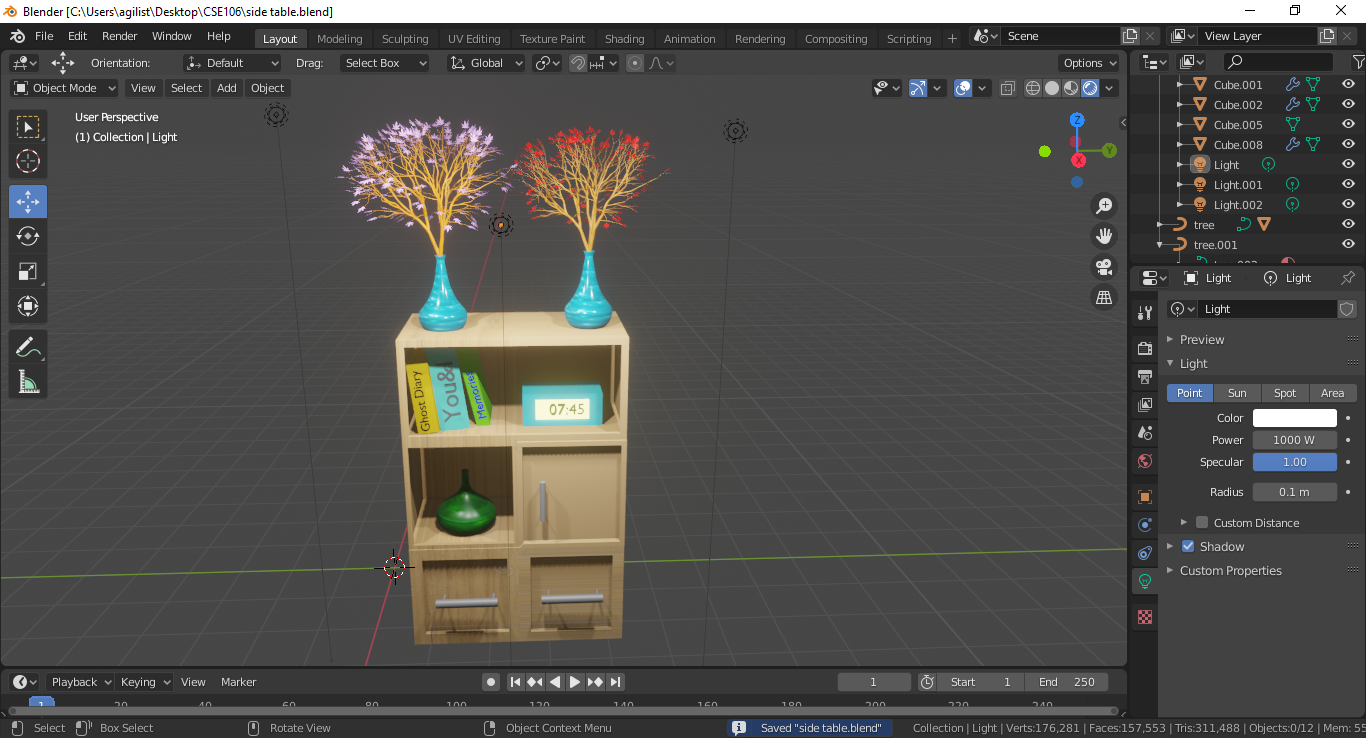 Blender [C:\Users\agilist\Desktop\CSE106\side table.blend]
File Edit Render Window Help Layout Modeling Sculpting UV Editing Texture Paint Shading Animation Rendering Compositing Scripting + Scene View Layer
Orientation: Default Drag: Select Box Global Options
Object Mode View Select Add Object
User Perspective
(1) Collection | Light
Z
Y
X
Cube.001
Cube.002
Cube.005
Cube.008
Light
Light.001
Light.002
tree
tree.001
Light Light
Light
Preview
Light
Point Sun Spot Area
Color
Power 1000 W
Specular 1.00
Radius 0.1 m
Custom Distance
Shadow
Custom Properties
Ghost Diary
You&
Memories
07:45
Playback Keying View Marker 1 Start 1 End 250
1 20 40 60 80 100 120 140 160 180 200 220 240
Select Box Select Rotate View Object Context Menu Saved "side table.blend" Collection | Light | Verts:176,281 | Faces:157,553 | Tris:311,488 | Objects:0/12 | Mem: 55